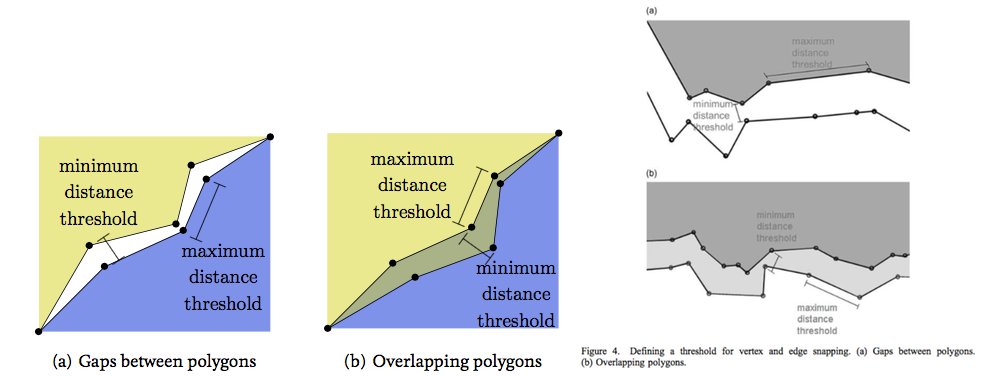 minimum
distance
threshold
maximum
distance
threshold
(a) Gaps between polygons
maximum
distance
threshold
minimum
distance
threshold
(b) Overlapping polygons
(a)
maximum
distance
threshold
minimum
distance
threshold
(b)
minimum
distance
threshold
maximum
distance
threshold
Figure 4. Defining a threshold for vertex and edge snapping. (a) Gaps between polygons.
(b) Overlapping polygons.